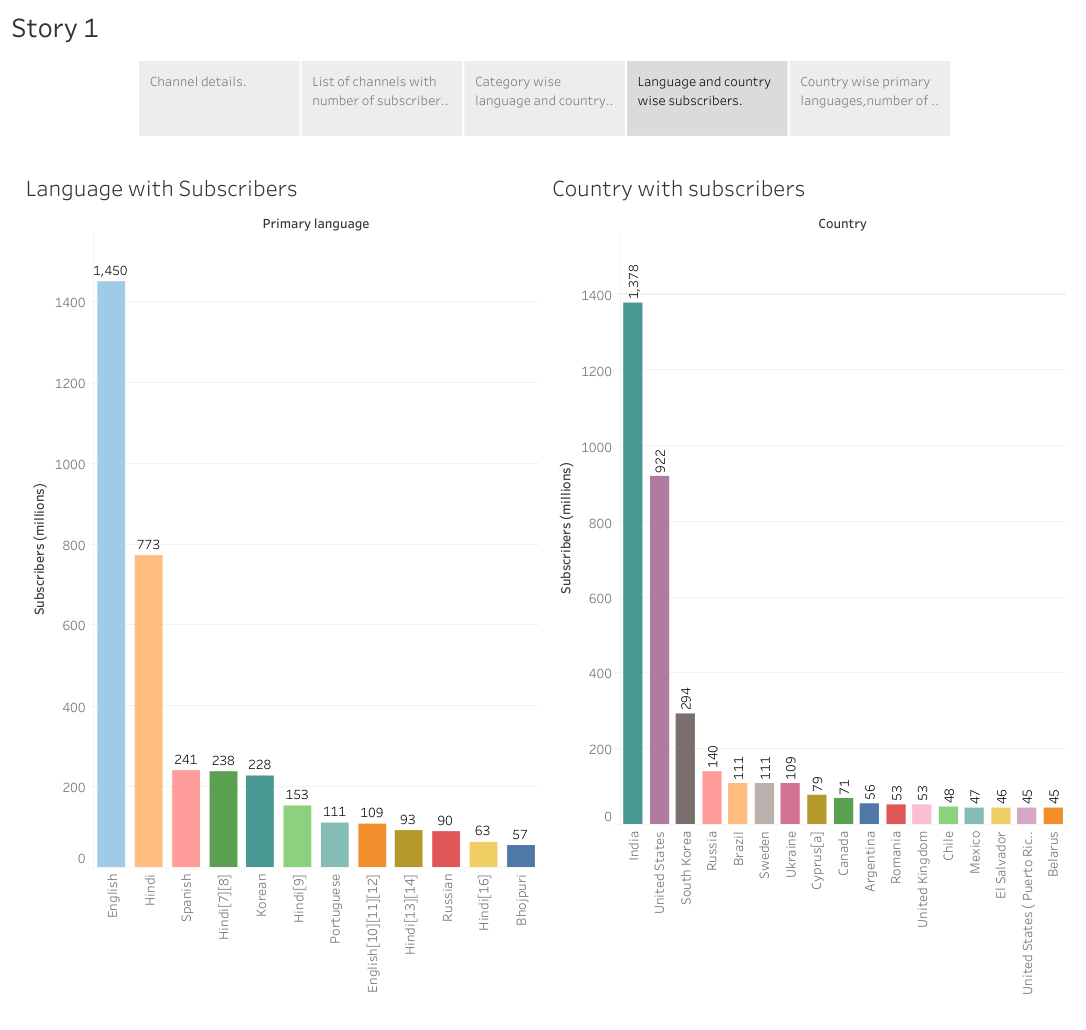 Story 1
Channel details.
List of channels with
number of subscriber..
Category wise
language and country..
Language and country
wise subscribers.
Country wise primary
languages,number of ..
Language with Subscribers
Primary language
Subscribers (millions)
1400
1200
1000
800
600
400
200
0
1,450
773
241
238
228
153
111
109
93
90
63
57
English
Hindi
Spanish
Hindi[7][8]
Korean
Hindi[9]
Portuguese
English[10][11][12]
Hindi[13][14]
Russian
Hindi[16]
Bhojpuri
Country with subscribers
Country
Subscribers (millions)
1400
1200
1000
800
600
400
200
0
1,378
922
294
140
111
111
109
79
71
56
53
53
48
47
46
45
45
India
United States
South Korea
Russia
Brazil
Sweden
Ukraine
Cyprus[a]
Canada
Argentina
Romania
United Kingdom
Chile
Mexico
El Salvador
United States ( Puerto Ric..
Belarus